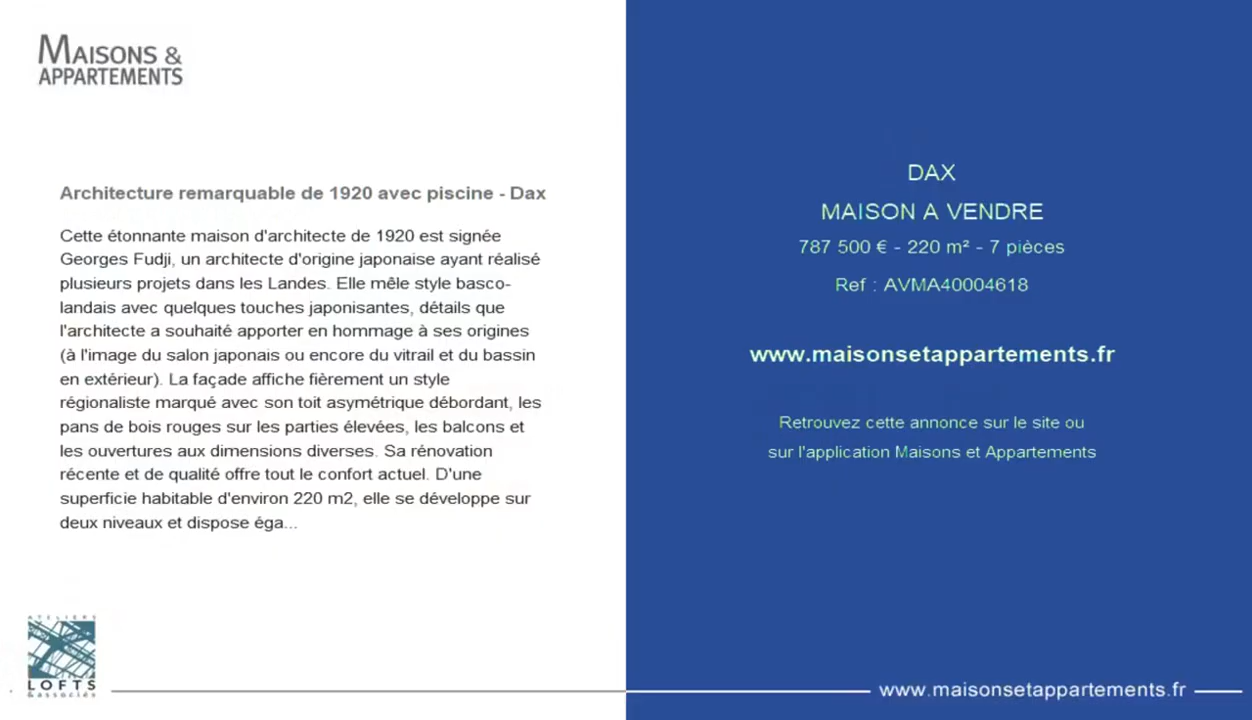 MAISONS &
APPARTEMENTS
Architecture remarquable de 1920 avec piscine - Dax
Cette étonnante maison d'architecte de 1920 est signée
Georges Fudji, un architecte d'origine japonaise ayant réalisé
plusieurs projets dans les Landes. Elle mêle style basco-
landais avec quelques touches japonisantes, détails que
l'architecte a souhaité apporter en hommage à ses origines
(à l'image du salon japonais ou encore du vitrail et du bassin
en extérieur). La façade affiche fièrement un style
régionaliste marqué avec son toit asymétrique débordant, les
pans de bois rouges sur les parties élevées, les balcons et
les ouvertures aux dimensions diverses. Sa rénovation
récente et de qualité offre tout le confort actuel. D'une
superficie habitable d'environ 220 m2, elle se développe sur
deux niveaux et dispose éga...
ATELIERS
LOFTS
&associés
DAX
MAISON A VENDRE
787 500 € - 220 m² - 7 pièces
Ref : AVMA40004618
www.maisonsetappartements.fr
Retrouvez cette annonce sur le site ou
sur l'application Maisons et Appartements
www.maisonsetappartements.fr